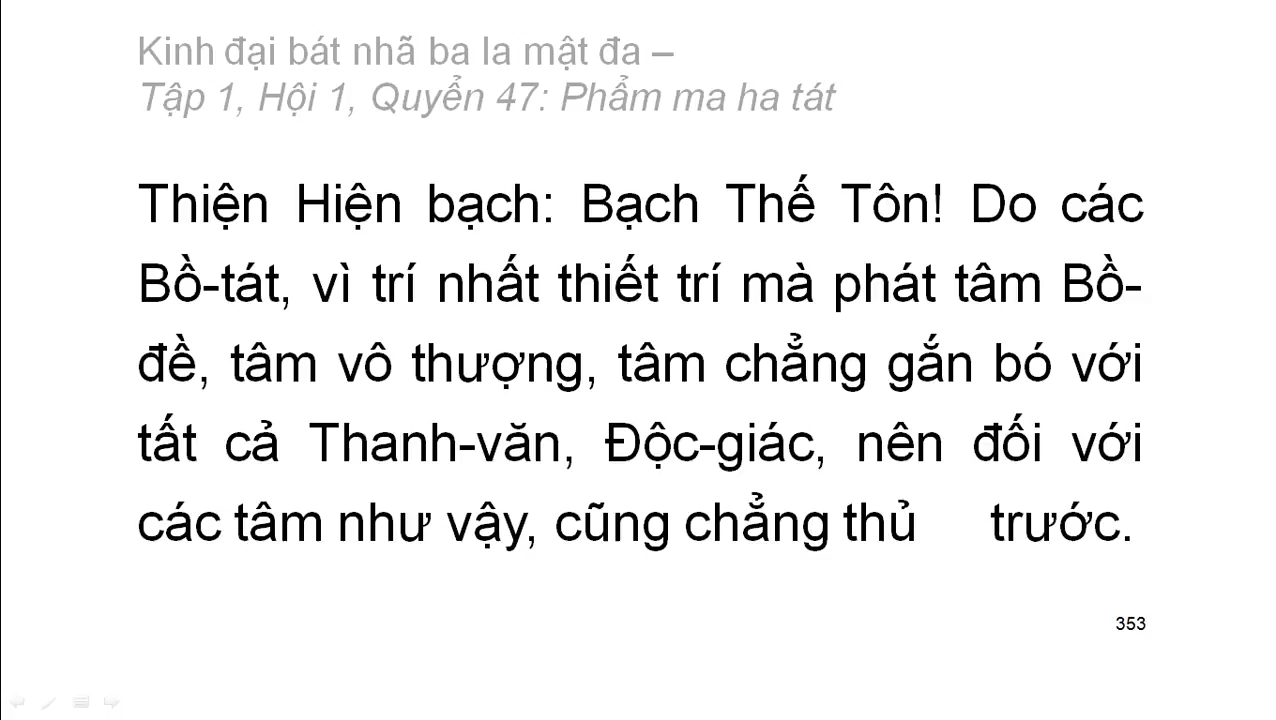 Kinh đại bát nhã ba la mật đa –
Tập 1, Hội 1, Quyển 47: Phẩm ma ha tát
Thiện Hiện bạch: Bạch Thế Tôn! Do các
Bồ-tát, vì trí nhất thiết trí mà phát tâm Bồ-
đề, tâm vô thượng, tâm chẳng gắn bó với
tất cả Thanh-văn, Độc-giác, nên đối với
các tâm như vậy, cũng chẳng thủ trước.
353